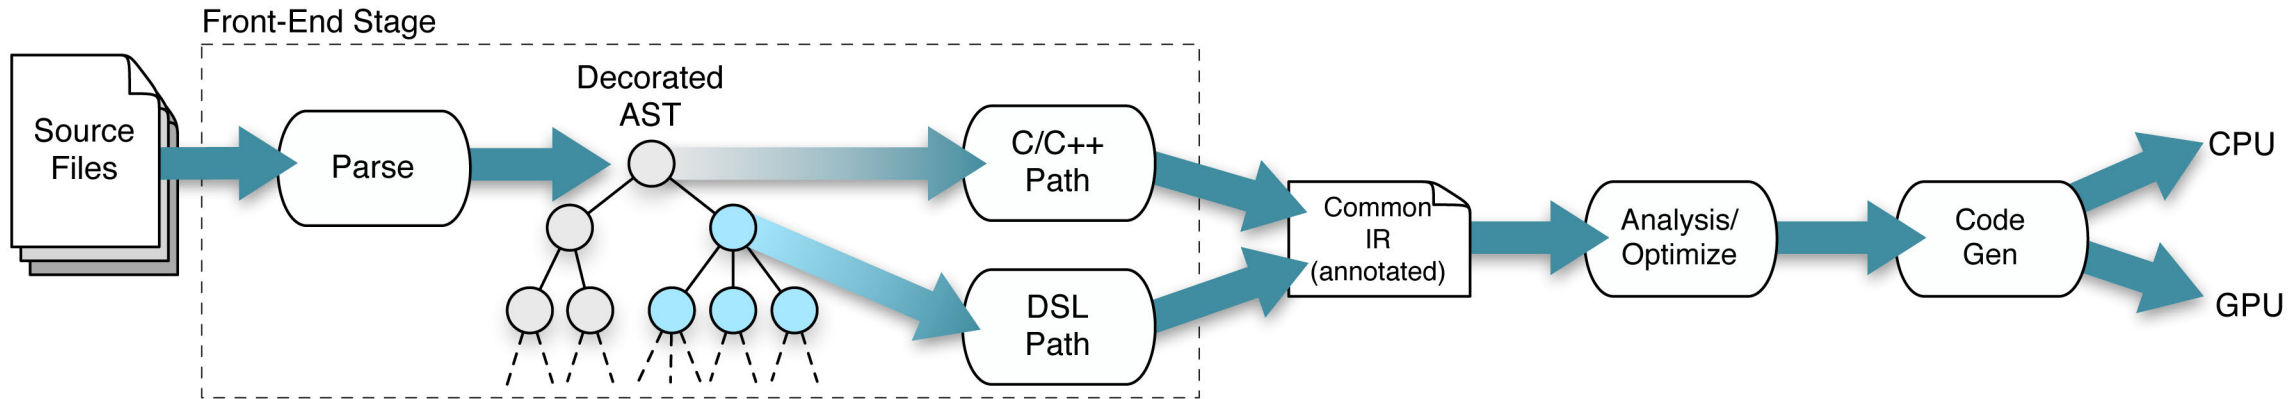 Front-End Stage
Source
Files
Parse
Decorated
AST
C/C++
Path
DSL
Path
Common
IR
(annotated)
Analysis/
Optimize
Code
Gen
CPU
GPU